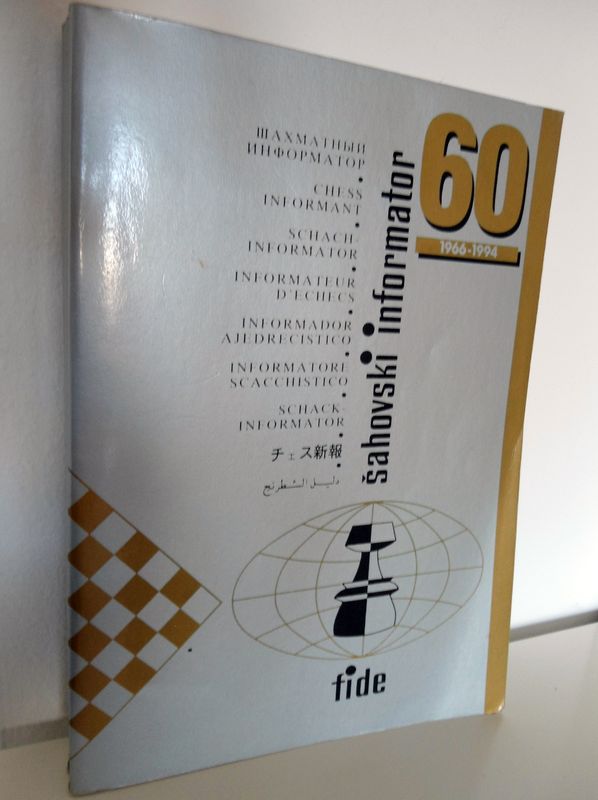 60
1966-1994
šahovski informator
ШАХМАТНЫЙ
ИНФОРМАТОР
CHESS
INFORMANT
SCHACH-
INFORMATOR
INFORMATEUR
D'ECHECS
INFORMADOR
AJEDRECISTICO
INFORMATORE
SCACCHISTICO
SCHACK-
INFORMATOR
チェス新報
دليل الشطرنج
fide